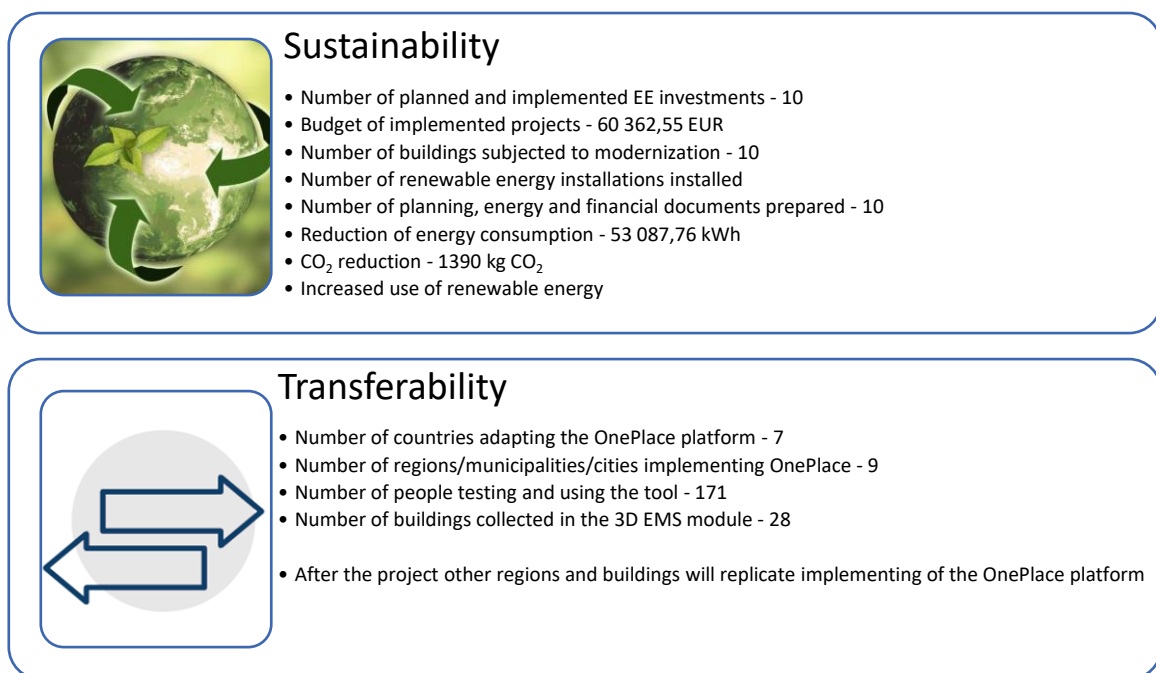 Sustainability
• Number of planned and implemented EE investments - 10
• Budget of implemented projects - 60 362,55 EUR
• Number of buildings subjected to modernization - 10
• Number of renewable energy installations installed
• Number of planning, energy and financial documents prepared - 10
• Reduction of energy consumption - 53 087,76 kWh
• CO₂ reduction - 1390 kg CO₂
• Increased use of renewable energy
Transferability
• Number of countries adapting the OnePlace platform - 7
• Number of regions/municipalities/cities implementing OnePlace - 9
• Number of people testing and using the tool - 171
• Number of buildings collected in the 3D EMS module - 28
• After the project other regions and buildings will replicate implementing of the OnePlace platform